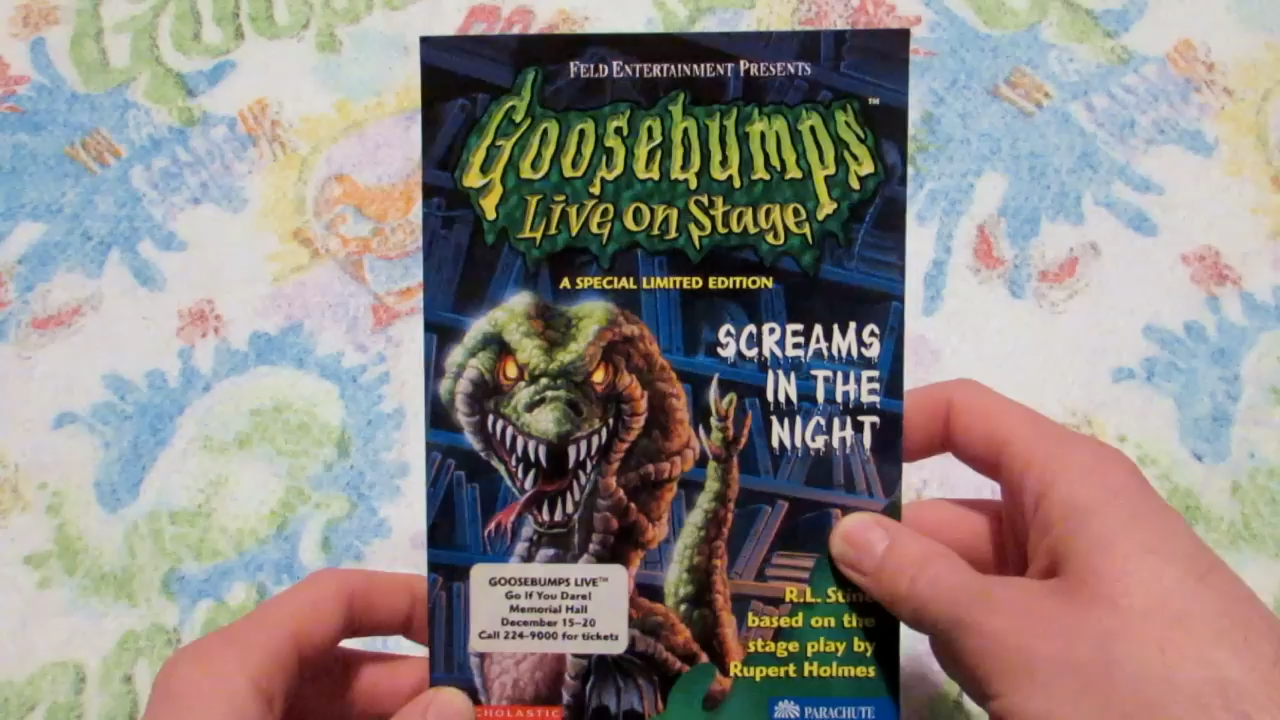 FELD ENTERTAINMENT PRESENTS
Goosebumps™
Live on Stage
A SPECIAL LIMITED EDITION
SCREAMS
IN THE
NIGHT
GOOSEBUMPS LIVE™
Go If You Dare!
Memorial Hall
December 15–20
Call 224–9000 for tickets
R.L. Stine
based on the
stage play by
Rupert Holmes
SCHOLASTIC
PARACHUTE